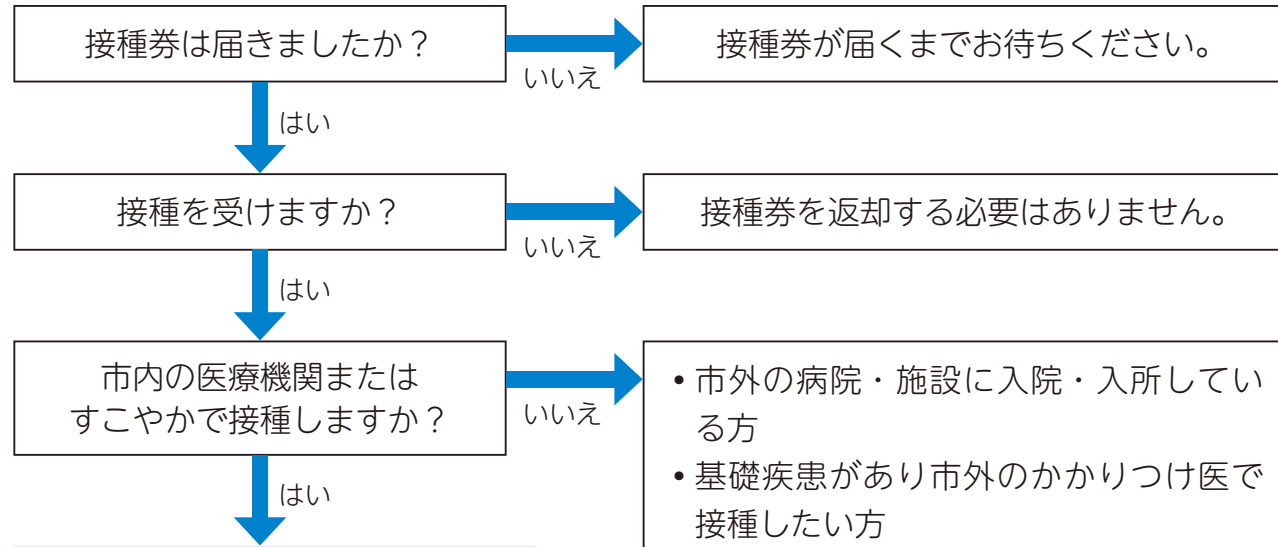 接種券は届きましたか？
いいえ
接種券が届くまでお待ちください。
はい
接種を受けますか？
いいえ
接種券を返却する必要はありません。
はい
市内の医療機関または
すこやかで接種しますか？
いいえ
• 市外の病院・施設に入院・入所してい
る方
• 基礎疾患があり市外のかかりつけ医で
接種したい方
はい